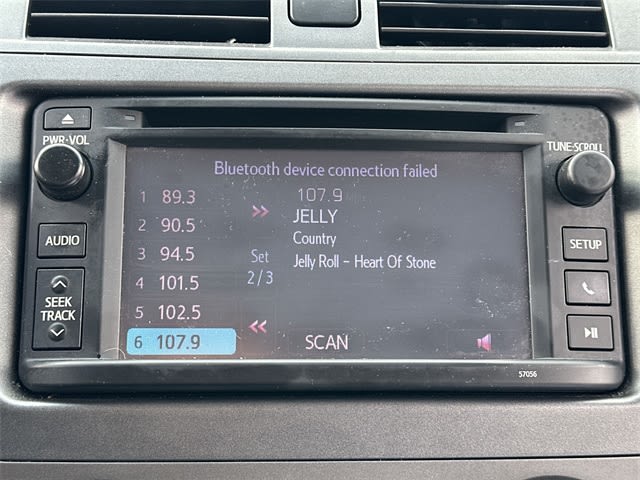 PWR·VOL
TUNE·SCROLL
Bluetooth device connection failed
1 89.3
2 90.5
3 94.5
4 101.5
5 102.5
6 107.9
>>
Set
2/3
<<
107.9
JELLY
Country
Jelly Roll - Heart Of Stone
SCAN
AUDIO
SEEK
TRACK
SETUP
57056